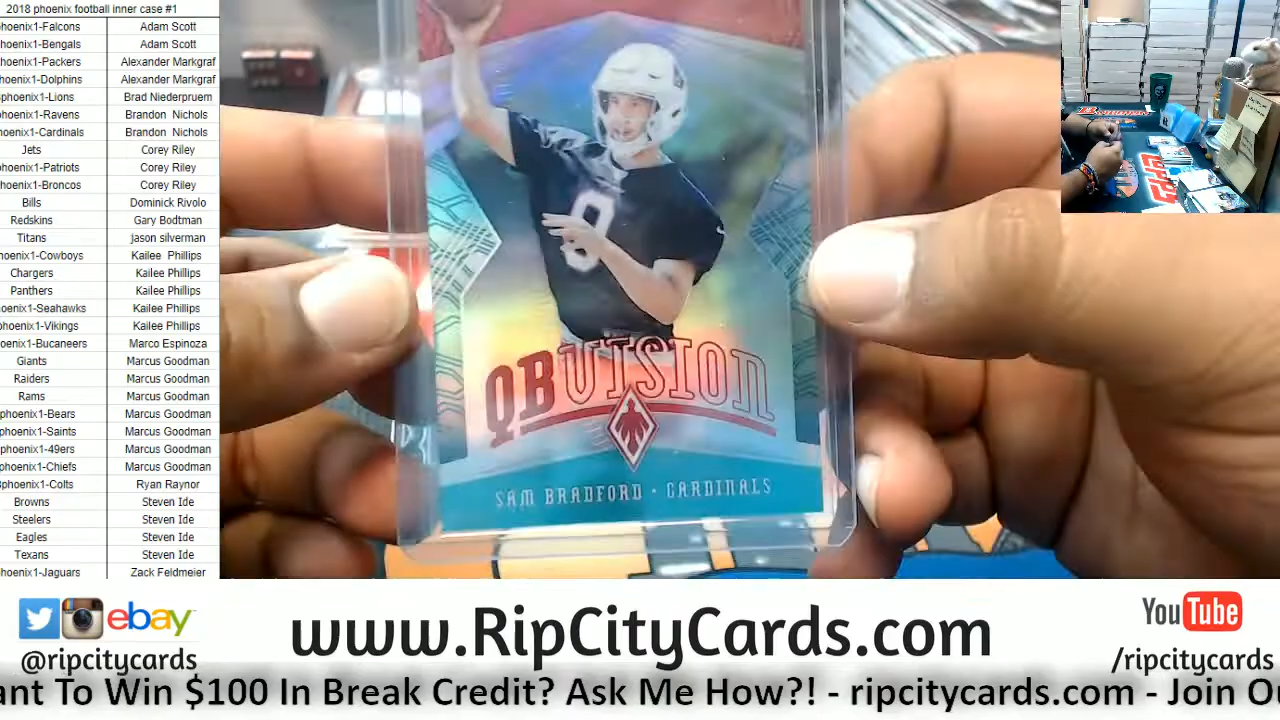 2018 phoenix football inner case #1
hoenix1-Falcons Adam Scott
hoenix1-Bengals Adam Scott
hoenix1-Packers Alexander Markgraf
hoenix1-Dolphins Alexander Markgraf
phoenix1-Lions Brad Niederpruem
hoenix1-Ravens Brandon Nichols
oenix1-Cardinals Brandon Nichols
Jets Corey Riley
phoenix1-Patriots Corey Riley
hoenix1-Broncos Corey Riley
Bills Dominick Rivolo
Redskins Gary Bodtman
Titans jason silverman
hoenix1-Cowboys Kailee Phillips
Chargers Kailee Phillips
Panthers Kailee Phillips
oenix1-Seahawks Kailee Phillips
phoenix1-Vikings Kailee Phillips
oenix1-Bucaneers Marco Espinoza
Giants Marcus Goodman
Raiders Marcus Goodman
Rams Marcus Goodman
phoenix1-Bears Marcus Goodman
phoenix1-Saints Marcus Goodman
phoenix1-49ers Marcus Goodman
phoenix1-Chiefs Marcus Goodman
phoenix1-Colts Ryan Raynor
Browns Steven Ide
Steelers Steven Ide
Eagles Steven Ide
Texans Steven Ide
hoenix1-Jaguars Zack Feldmeier
9
QB VISION
SAM BRADFORD · CARDINALS
ebay
@ripcitycards
www.RipCityCards.com
YouTube
/ripcitycards
ant To Win $100 In Break Credit? Ask Me How?! - ripcitycards.com - Join O